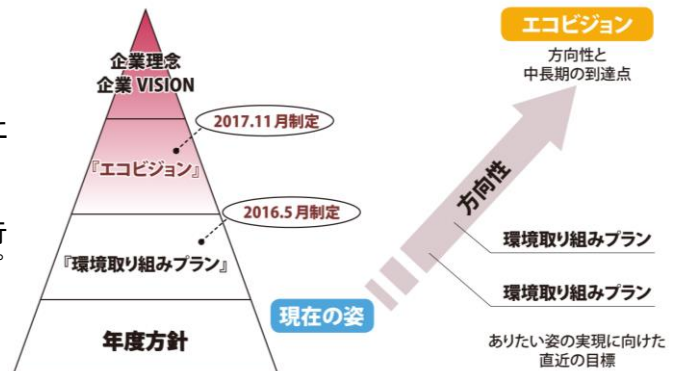 企業理念
企業 VISION
2017.11月制定
『エコビジョン』
2016.5月制定
『環境取り組みプラン』
年度方針
エコビジョン
方向性と
中長期の到達点
方向性
環境取り組みプラン
環境取り組みプラン
現在の姿
ありたい姿の実現に向けた
直近の目標